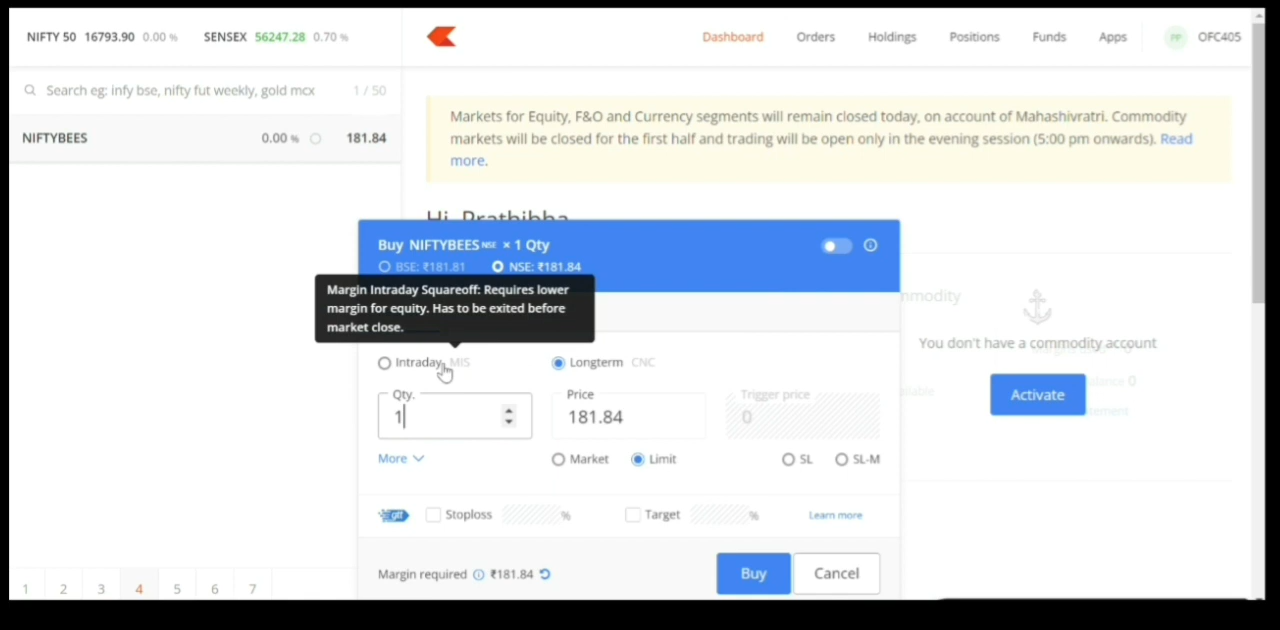 NIFTY 50 16793.90 0.00 % SENSEX 56247.28 0.70 %
Dashboard Orders Holdings Positions Funds Apps PP OFC405
Search eg: infy bse, nifty fut weekly, gold mcx 1 / 50
NIFTYBEES 0.00 % 181.84
Markets for Equity, F&O and Currency segments will remain closed today, on account of Mahashivratri. Commodity
markets will be closed for the first half and trading will be open only in the evening session (5:00 pm onwards). Read
more.
Hi, Prathibha
Buy NIFTYBEES NSE × 1 Qty
BSE: ₹181.81 NSE: ₹181.84
Margin Intraday Squareoff: Requires lower
margin for equity. Has to be exited before
market close.
You don't have a commodity account
Activate
Intraday MIS Longterm CNC
Qty. Price Trigger price
1 181.84 0
More Market Limit SL SL-M
gtt Stoploss % Target % Learn more
Margin required ₹181.84 Buy Cancel
1 2 3 4 5 6 7